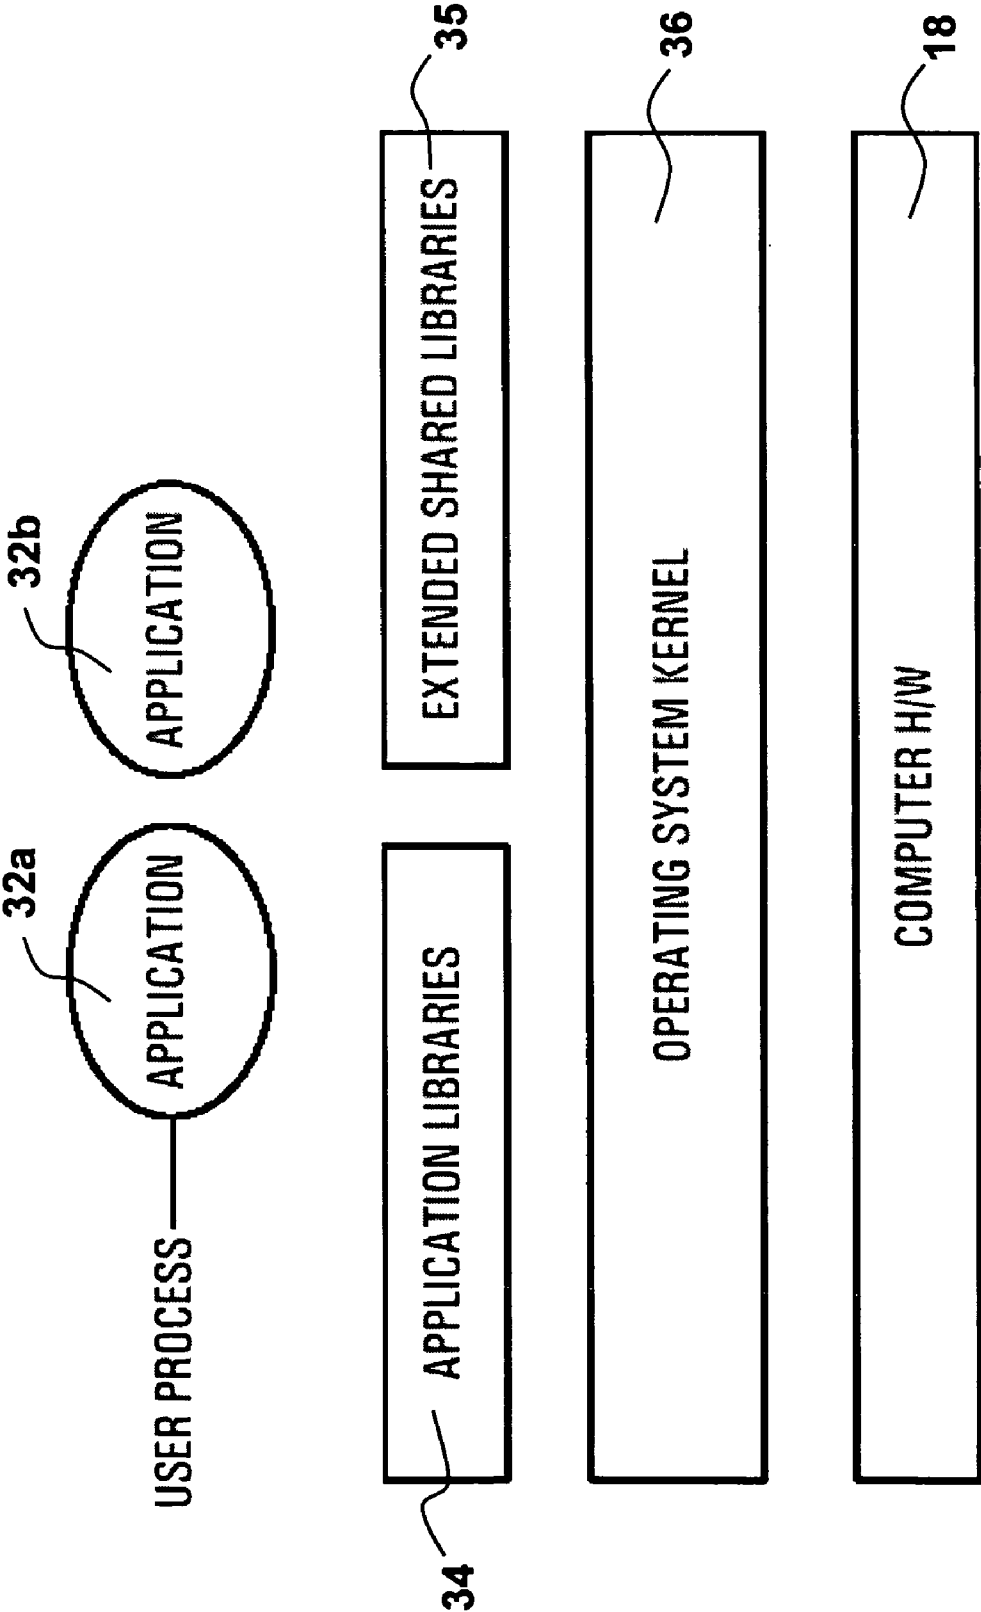 32a
32b
USER PROCESS
APPLICATION
APPLICATION
34
APPLICATION LIBRARIES
EXTENDED SHARED LIBRARIES
35
OPERATING SYSTEM KERNEL
36
COMPUTER H/W
18